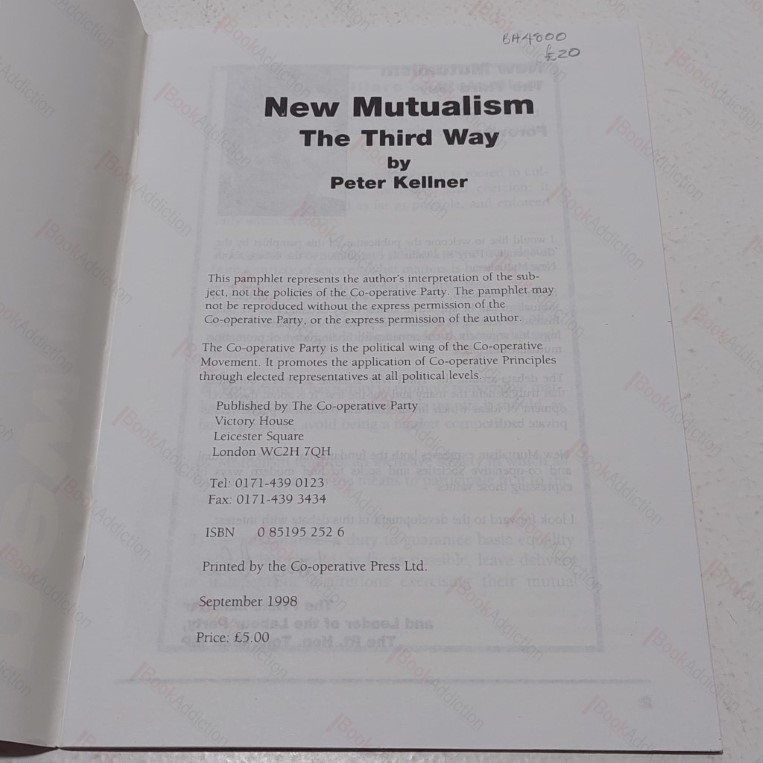 EH4800
£20
New Mutualism
The Third Way
by
Peter Kellner
This pamphlet represents the author's interpretation of the sub-
ject, not the policies of the Co-operative Party. The pamphlet may
not be reproduced without the express permission of the
Co-operative Party, or the express permission of the author.
The Co-operative Party is the political wing of the Co-operative
Movement. It promotes the application of Co-operative Principles
through elected representatives at all political levels.
Published by The Co-operative Party
Victory House
Leicester Square
London WC2H 7QH
Tel: 0171-439 0123
Fax: 0171-439 3434
ISBN 0 85195 252 6
Printed by the Co-operative Press Ltd.
September 1998
Price: £5.00
BookAddiction